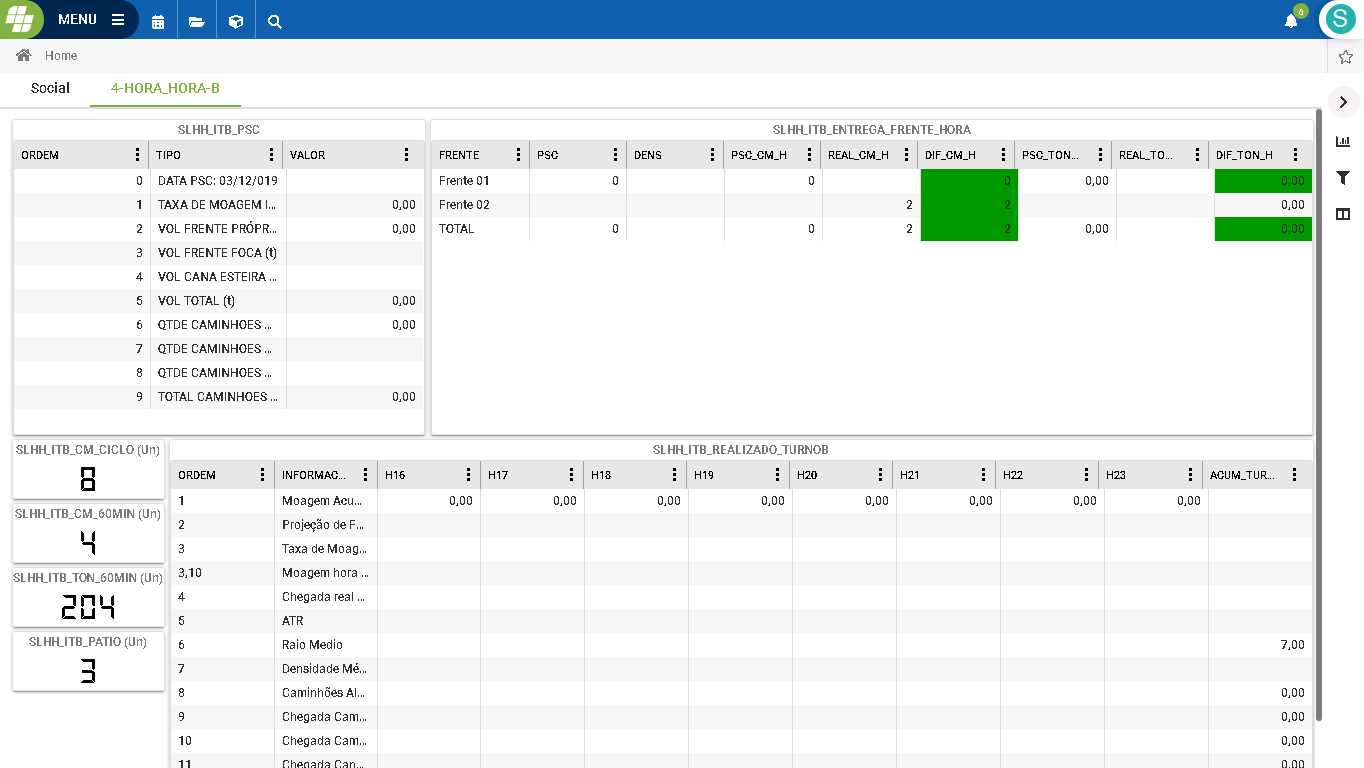 MENU
0
S
Home
Social 4-HORA_HORA-B
SLHH_ITB_PSC
ORDEM TIPO VALOR
0 DATA PSC: 03/12/019
1 TAXA DE MOAGEM I... 0,00
2 VOL FRENTE PRÓPR... 0,00
3 VOL FRENTE FOCA (t)
4 VOL CANA ESTEIRA ...
5 VOL TOTAL (t) 0,00
6 QTDE CAMINHOES ... 0,00
7 QTDE CAMINHOES ...
8 QTDE CAMINHOES ...
9 TOTAL CAMINHOES ... 0,00
SLHH_ITB_ENTREGA_FRENTE_HORA
FRENTE PSC DENS PSC_CM_H REAL_CM_H DIF_CM_H PSC_TON... REAL_TO... DIF_TON_H
Frente 01 0 0 0 0,00 0,00
Frente 02 2 2 0,00
TOTAL 0 0 2 2 0,00 0,00
SLHH_ITB_CM_CICLO (Un)
8
SLHH_ITB_CM_60MIN (Un)
4
SLHH_ITB_TON_60MIN (Un)
204
SLHH_ITB_PATIO (Un)
3
SLHH_ITB_REALIZADO_TURNOB
ORDEM INFORMAC... H16 H17 H18 H19 H20 H21 H22 H23 ACUM_TUR...
1 Moagem Acu... 0,00 0,00 0,00 0,00 0,00 0,00 0,00 0,00
2 Projeção de F...
3 Taxa de Moag...
3,10 Moagem hora ...
4 Chegada real ...
5 ATR
6 Raio Medio 7,00
7 Densidade Mé...
8 Caminhões Al... 0,00
9 Chegada Cam... 0,00
10 Chegada Cam... 0,00
11 Chegada Can... 0,00